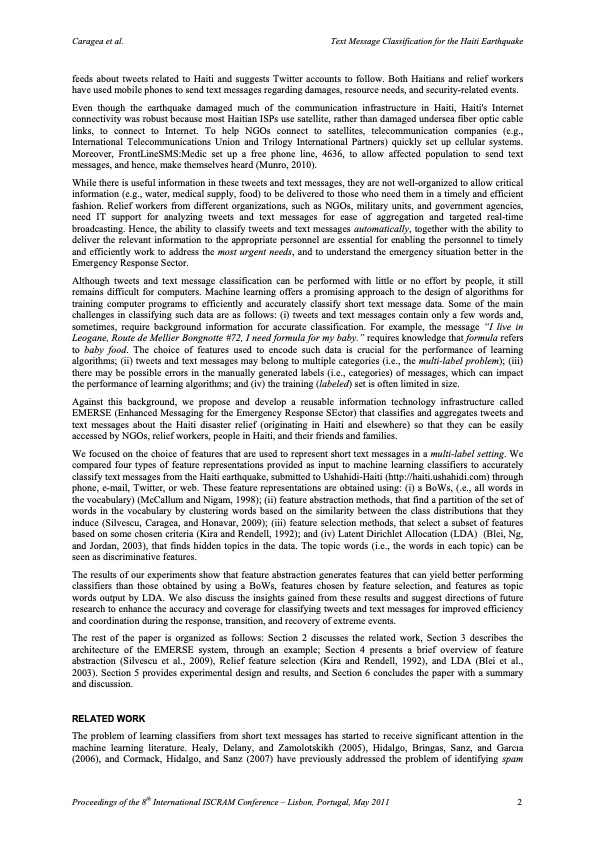 Caragea et al. Text Message Classification for the Haiti Earthquake
feeds about tweets related to Haiti and suggests Twitter accounts to follow. Both Haitians and relief workers
have used mobile phones to send text messages regarding damages, resource needs, and security-related events.
Even though the earthquake damaged much of the communication infrastructure in Haiti, Haiti's Internet
connectivity was robust because most Haitian ISPs use satellite, rather than damaged undersea fiber optic cable
links, to connect to Internet. To help NGOs connect to satellites, telecommunication companies (e.g.,
International Telecommunications Union and Trilogy International Partners) quickly set up cellular systems.
Moreover, FrontLineSMS:Medic set up a free phone line, 4636, to allow affected population to send text
messages, and hence, make themselves heard (Munro, 2010).
While there is useful information in these tweets and text messages, they are not well-organized to allow critical
information (e.g., water, medical supply, food) to be delivered to those who need them in a timely and efficient
fashion. Relief workers from different organizations, such as NGOs, military units, and government agencies,
need IT support for analyzing tweets and text messages for ease of aggregation and targeted real-time
broadcasting. Hence, the ability to classify tweets and text messages automatically, together with the ability to
deliver the relevant information to the appropriate personnel are essential for enabling the personnel to timely
and efficiently work to address the most urgent needs, and to understand the emergency situation better in the
Emergency Response Sector.
Although tweets and text message classification can be performed with little or no effort by people, it still
remains difficult for computers. Machine learning offers a promising approach to the design of algorithms for
training computer programs to efficiently and accurately classify short text message data. Some of the main
challenges in classifying such data are as follows: (i) tweets and text messages contain only a few words and,
sometimes, require background information for accurate classification. For example, the message “I live in
Leogane, Route de Mellier Bongnotte #72, I need formula for my baby.” requires knowledge that formula refers
to baby food. The choice of features used to encode such data is crucial for the performance of learning
algorithms; (ii) tweets and text messages may belong to multiple categories (i.e., the multi-label problem); (iii)
there may be possible errors in the manually generated labels (i.e., categories) of messages, which can impact
the performance of learning algorithms; and (iv) the training (labeled) set is often limited in size.
Against this background, we propose and develop a reusable information technology infrastructure called
EMERSE (Enhanced Messaging for the Emergency Response SEctor) that classifies and aggregates tweets and
text messages about the Haiti disaster relief (originating in Haiti and elsewhere) so that they can be easily
accessed by NGOs, relief workers, people in Haiti, and their friends and families.
We focused on the choice of features that are used to represent short text messages in a multi-label setting. We
compared four types of feature representations provided as input to machine learning classifiers to accurately
classify text messages from the Haiti earthquake, submitted to Ushahidi-Haiti (http://haiti.ushahidi.com) through
phone, e-mail, Twitter, or web. These feature representations are obtained using: (i) a BoWs, (.e., all words in
the vocabulary) (McCallum and Nigam, 1998); (ii) feature abstraction methods, that find a partition of the set of
words in the vocabulary by clustering words based on the similarity between the class distributions that they
induce (Silvescu, Caragea, and Honavar, 2009); (iii) feature selection methods, that select a subset of features
based on some chosen criteria (Kira and Rendell, 1992); and (iv) Latent Dirichlet Allocation (LDA) (Blei, Ng,
and Jordan, 2003), that finds hidden topics in the data. The topic words (i.e., the words in each topic) can be
seen as discriminative features.
The results of our experiments show that feature abstraction generates features that can yield better performing
classifiers than those obtained by using a BoWs, features chosen by feature selection, and features as topic
words output by LDA. We also discuss the insights gained from these results and suggest directions of future
research to enhance the accuracy and coverage for classifying tweets and text messages for improved efficiency
and coordination during the response, transition, and recovery of extreme events.
The rest of the paper is organized as follows: Section 2 discusses the related work, Section 3 describes the
architecture of the EMERSE system, through an example; Section 4 presents a brief overview of feature
abstraction (Silvescu et al., 2009), Relief feature selection (Kira and Rendell, 1992), and LDA (Blei et al.,
2003). Section 5 provides experimental design and results, and Section 6 concludes the paper with a summary
and discussion.
RELATED WORK
The problem of learning classifiers from short text messages has started to receive significant attention in the
machine learning literature. Healy, Delany, and Zamolotskikh (2005), Hidalgo, Bringas, Sanz, and Garcıa
(2006), and Cormack, Hidalgo, and Sanz (2007) have previously addressed the problem of identifying spam
Proceedings of the 8th International ISCRAM Conference – Lisbon, Portugal, May 2011 2